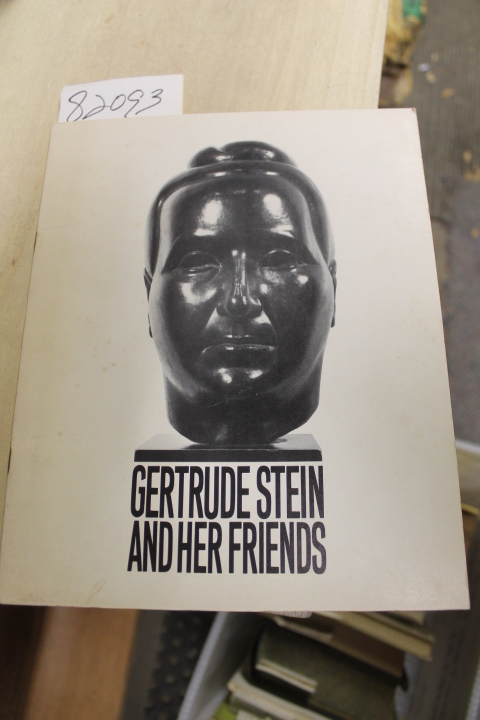 82093
GERTRUDE STEIN
AND HER FRIENDS